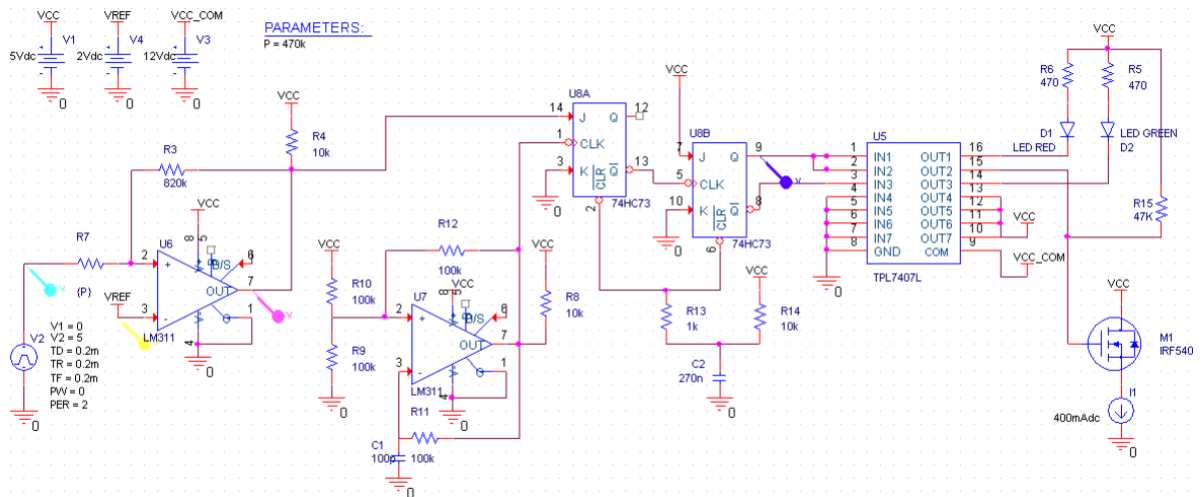 VCC
VREF
VCC_COM
PARAMETERS:
P = 470k
V1
V4
V3
5Vdc
2Vdc
12Vdc
0
0
0
VCC
R4
10k
R3
820k
R7
(P)
VREF
U6
VCC
2
+
3
-
8
5
6
B/S
7
OUT
V
V
G
1
4
LM311
0
V2
V1 = 0
V2 = 5
TD = 0.2m
TR = 0.2m
TF = 0.2m
PW = 0
PER = 2
0
R12
100k
R10
100k
R9
100k
0
U7
VCC
2
+
3
-
8
5
6
B/S
7
OUT
V
1
4
LM311
0
R11
100k
C1
100p
0
VCC
R8
10k
U8A
14
J
Q
12
1
CLK
3
K
CLR
Q
13
2
74HC73
0
VCC
U8B
7
J
Q
9
5
CLK
10
K
CLR
Q
8
6
74HC73
0
R13
1k
VCC
R14
10k
C2
270n
0
U5
1
IN1
OUT1
16
2
IN2
OUT2
15
3
IN3
OUT3
14
4
IN4
OUT4
13
5
IN5
OUT5
12
6
IN6
OUT6
11
7
IN7
OUT7
10
8
GND
COM
9
TPL7407L
0
VCC
VCC_COM
VCC
R6
470
R5
470
D1
LED RED
LED GREEN
D2
R15
47K
VCC
M1
IRF540
I1
400mAdc
0